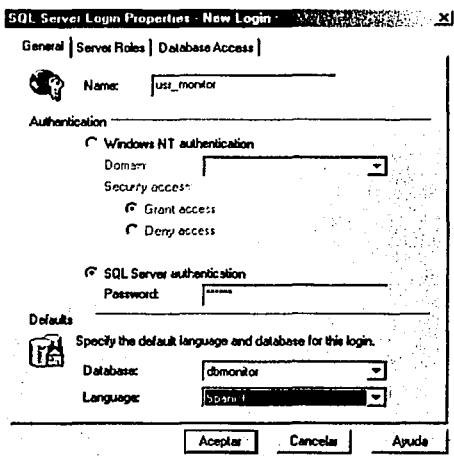 SQL Server Login Properties - New Login
General Server Roles Database Access
Name: usr_monitor
Authentication
Windows NT authentication
Domain:
Security access:
Grant access
Deny access
SQL Server authentication
Password: ******
Defaults
Specify the default language and database for this login.
Database: dbmonitor
Language: Spanish
Aceptar Cancelar Ayuda